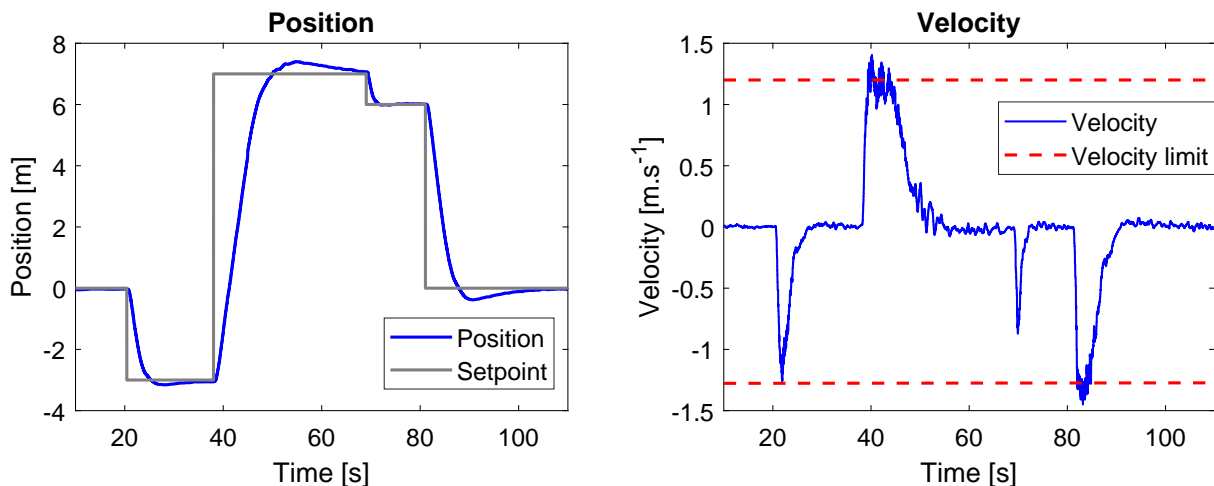 Position
8
6
4
2
0
-2
-4
Position [m]
Position
Setpoint
20
40
60
80
100
Time [s]
Velocity
1.5
1
0.5
0
-0.5
-1
-1.5
Velocity [m.s⁻¹]
Velocity
Velocity limit
20
40
60
80
100
Time [s]